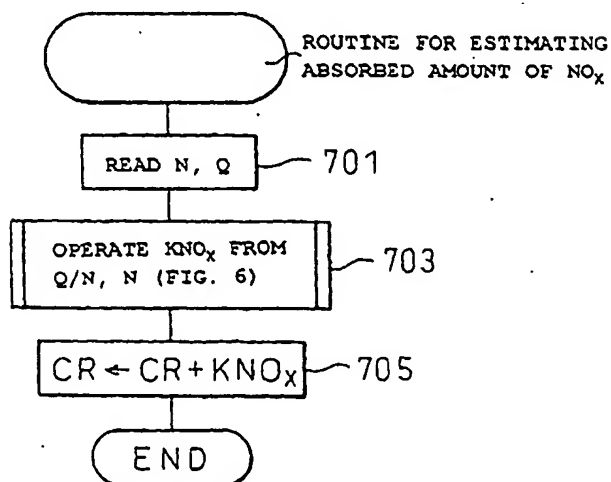 ROUTINE FOR ESTIMATING
ABSORBED AMOUNT OF NOx
READ N, Q
701
OPERATE KNOx FROM
Q/N, N (FIG. 6)
703
CR ← CR + KNOx
705
END